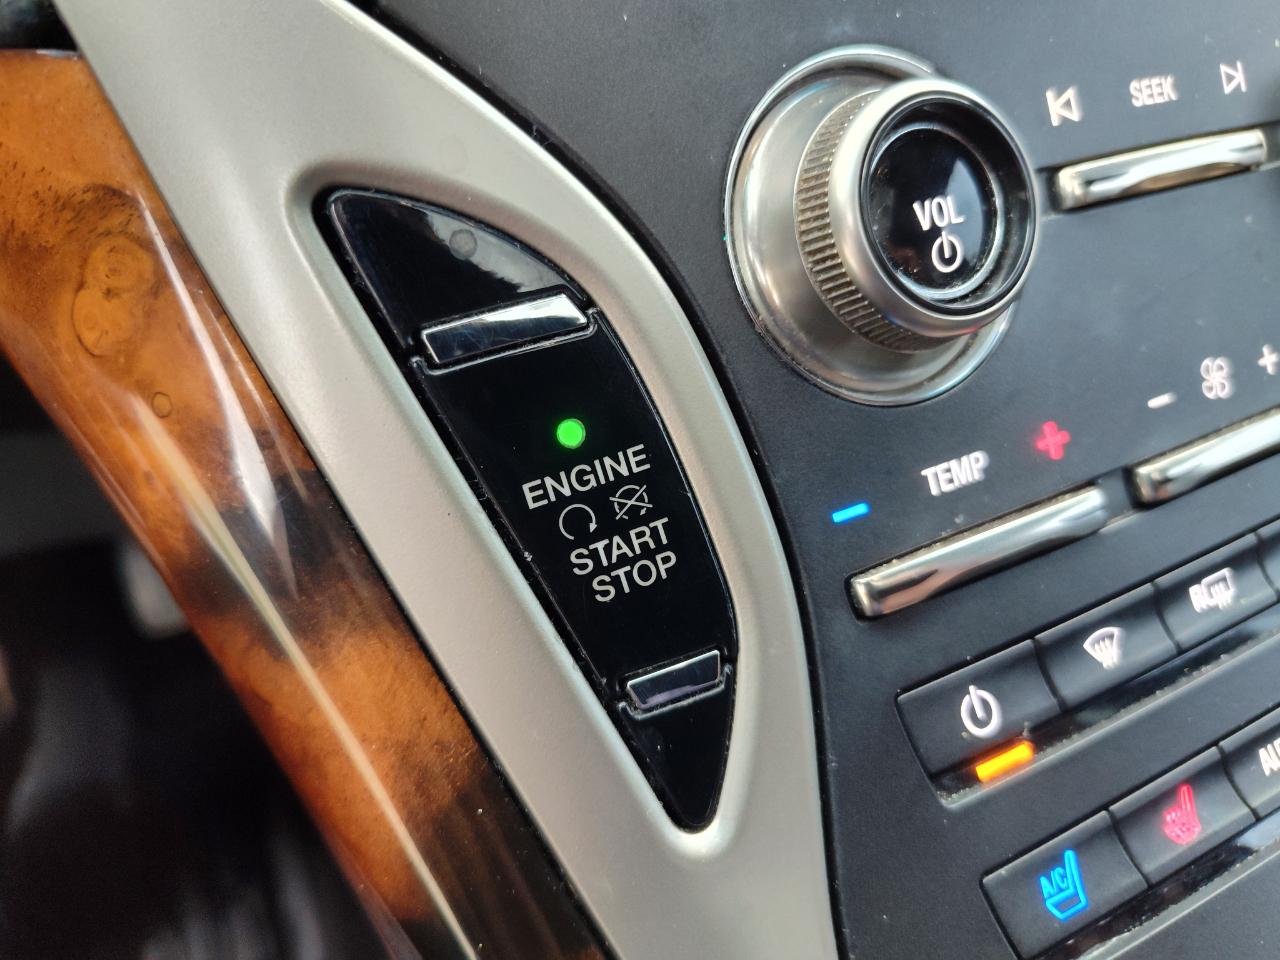 SEEK
VOL
TEMP
ENGINE
START
STOP
R
A/C